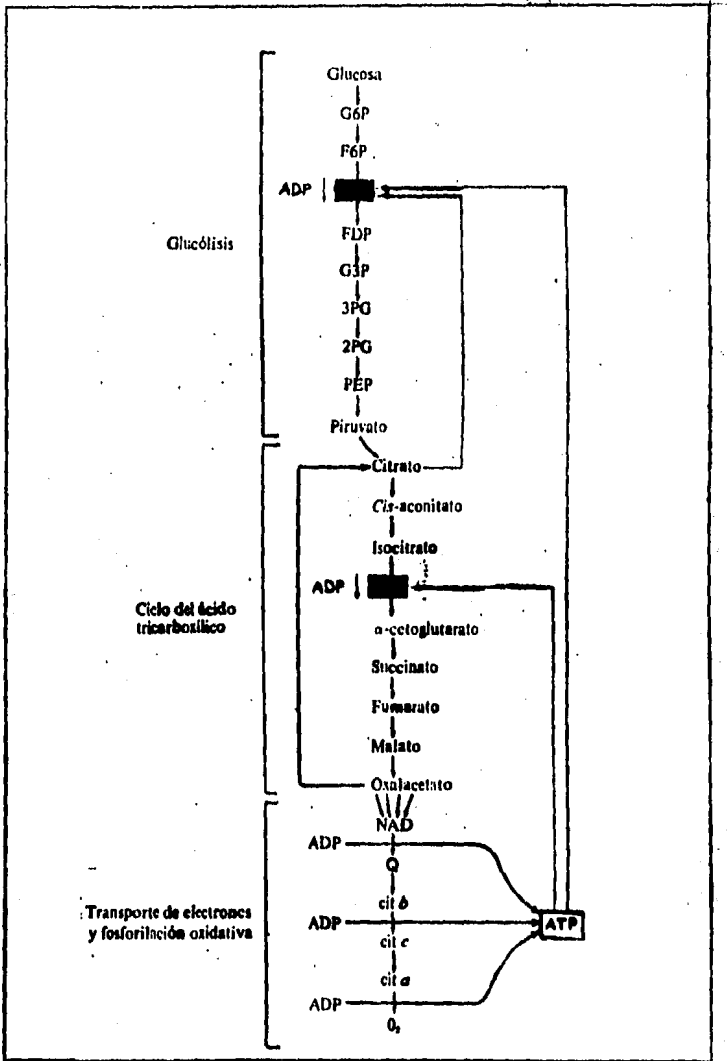 Glucosa
G6P
F6P
ADP
FDP
Glucólisis
G3P
3PG
2PG
PEP
Piruvato
Citrato
Cis-aconitato
Isocitrato
ADP
Ciclo del ácido
tricarboxílico
α-cetoglutarato
Succinato
Fumarato
Malato
Oxalacetato
NAD
ADP
Q
cit b
Transporte de electrones
y fosforilación oxidativa
ADP
ATP
cit c
cit a
ADP
O₂